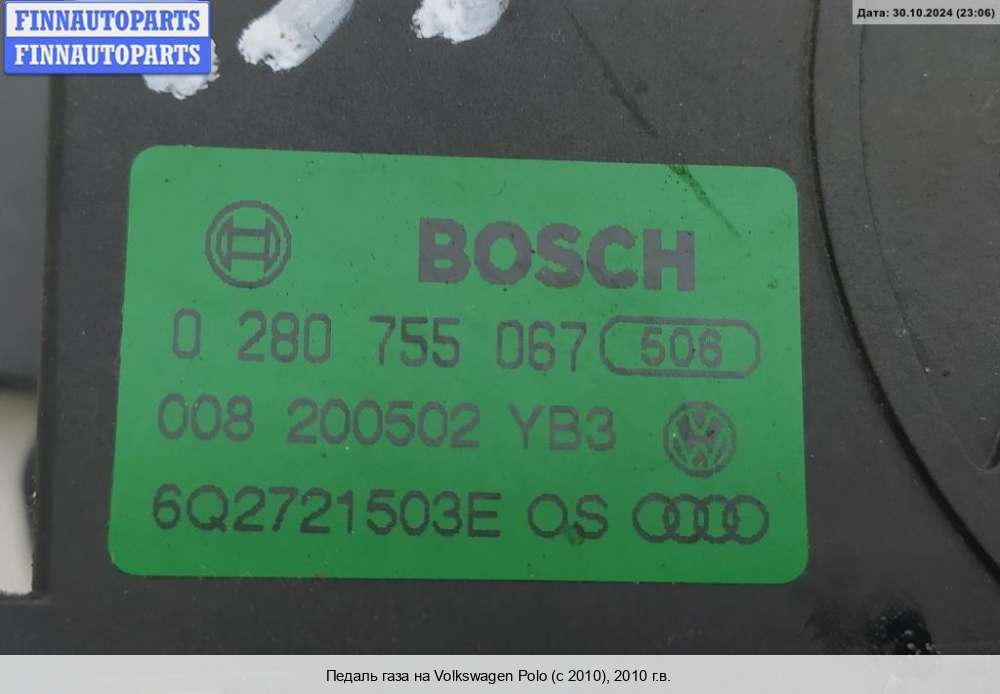 FINNAUTOPARTS
FINNAUTOPARTS
Дата: 30.10.2024 (23:06)
BOSCH
0 280 755 067 506
008 200502 YB3
6Q2721503E OS
Педаль газа на Volkswagen Polo (с 2010), 2010 г.в.